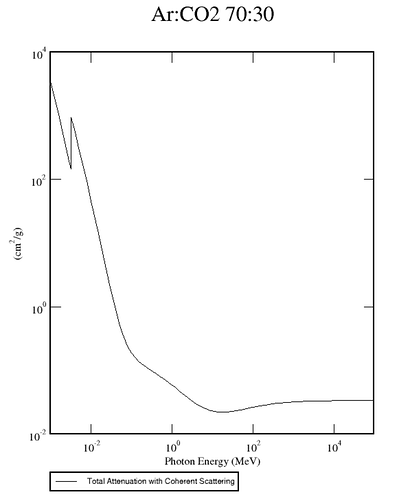 Ar:CO2 70:30
10^4
10^2
10^0
10^-2
(cm^2/g)
10^-2 10^0 10^2 10^4
Photon Energy (MeV)
Total Attenuation with Coherent Scattering